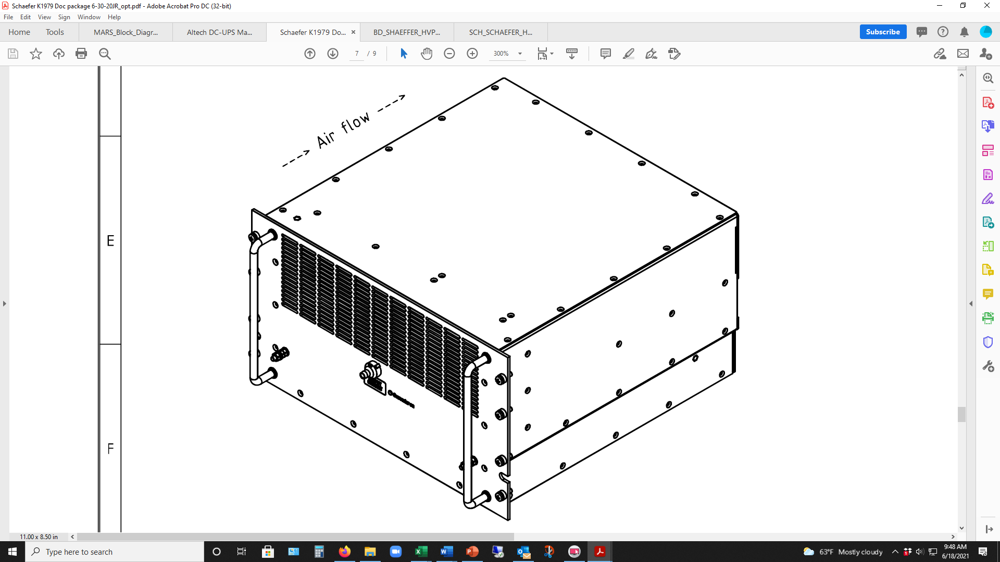 Schaefer K1979 Doc package 6-30-20JR_opt.pdf - Adobe Acrobat Pro DC (32-bit)
File Edit View Sign Window Help
Home Tools MARS_Block_Diagr... Altech DC-UPS Ma... Schaefer K1979 Do... × BD_SHAEFFER_HVP... SCH_SCHAEFER_H... Subscribe
7 / 9 300%
Air flow
E
F
11.00 x 8.50 in
Type here to search
63°F Mostly cloudy
9:48 AM
6/18/2021